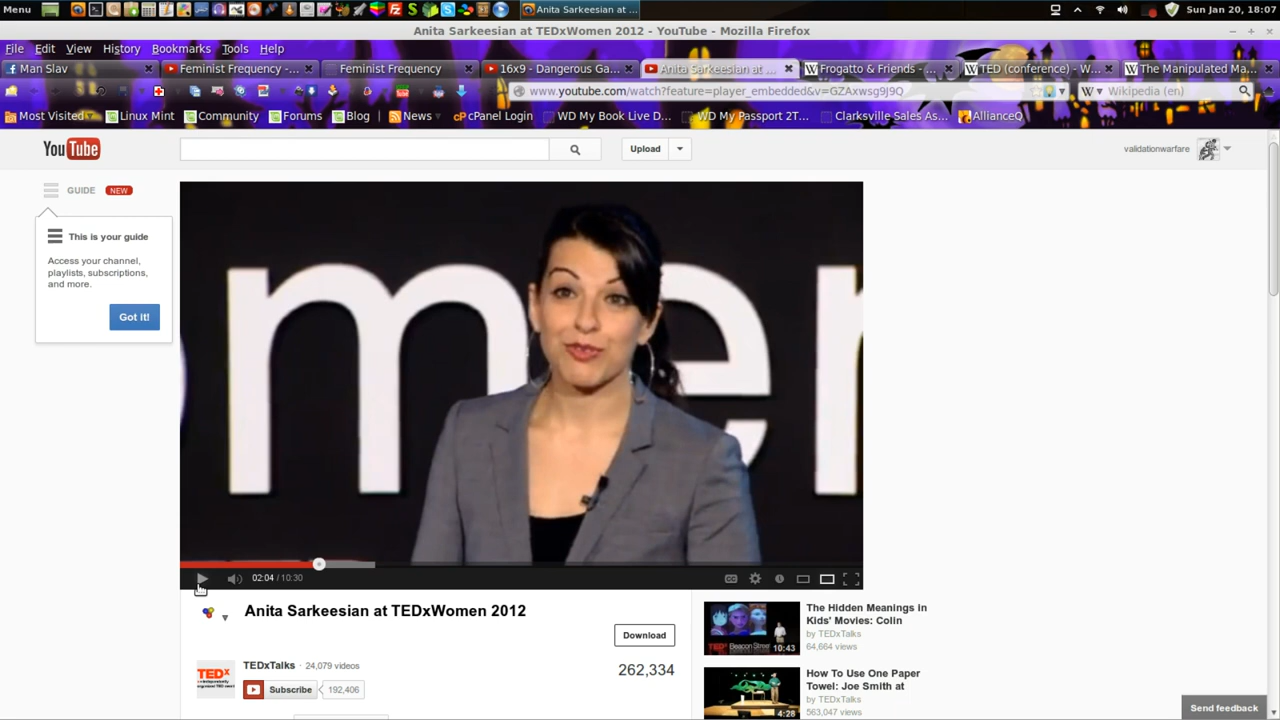 Menu
Anita Sarkeesian at ...
Sun Jan 20, 18:07
Anita Sarkeesian at TEDxWomen 2012 - YouTube - Mozilla Firefox
File Edit View History Bookmarks Tools Help
Man Slav
Feminist Frequency -...
Feminist Frequency
16x9 - Dangerous Ga...
Anita Sarkeesian at ...
Frogatto & Friends - ...
TED (conference) - W...
The Manipulated Ma...
www.youtube.com/watch?feature=player_embedded&v=GZAxwsg9J9Q
Wikipedia (en)
Most Visited
Linux Mint
Community
Forums
Blog
News
cPanel Login
WD My Book Live D...
WD My Passport 2T...
Clarksville Sales As...
AllianceQ
YouTube
Upload
validationwarfare
GUIDE NEW
This is your guide
Access your channel,
playlists, subscriptions,
and more.
Got it!
omen
02:04 / 10:30
CC
Anita Sarkeesian at TEDxWomen 2012
Download
TEDx
TEDxTalks · 24,079 videos
Subscribe 192,406
262,334
The Hidden Meanings in
Kids' Movies: Colin
by TEDxTalks
64,664 views
10:43
How To Use One Paper
Towel: Joe Smith at
by TEDxTalks
563,047 views
4:28
Send feedback